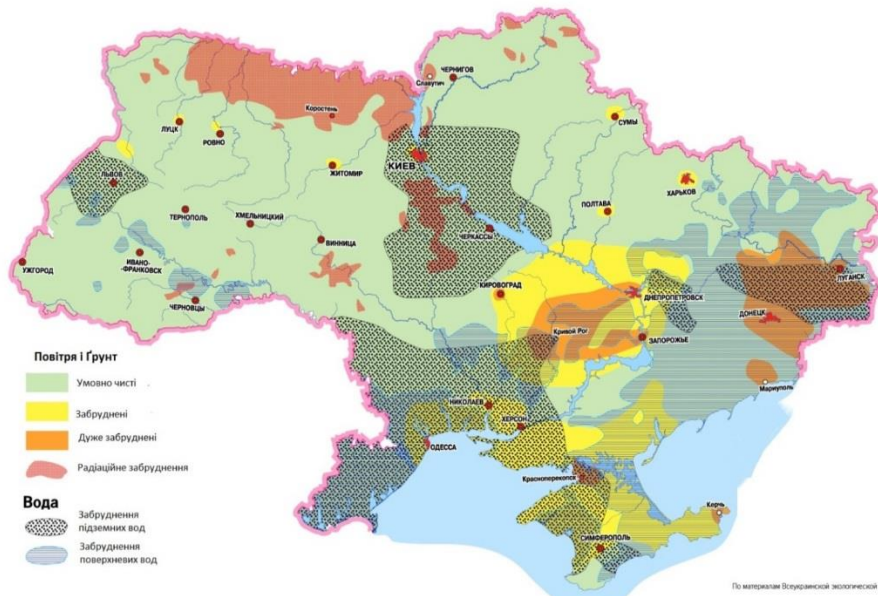 Славутич
ЧЕРНИГОВ
Коростень
ЛУЦК
РОВНО
СУМЫ
КИЕВ
ЖИТОМИР
ХАРЬКОВ
ЛЬВОВ
ПОЛТАВА
ТЕРНОПОЛЬ
ХМЕЛЬНИЦКИЙ
ЧЕРКАССЫ
ВИННИЦА
УЖГОРОД
ИВАНО-
ФРАНКОВСК
ЛУГАНСК
ЧЕРНОВЦЫ
КИРОВОГРАД
ДНЕПРОПЕТРОВСК
ДОНЕЦК
Кривой Рог
ЗАПОРОЖЬЕ
Мариуполь
НИКОЛАЕВ
ХЕРСОН
ОДЕССА
Красноперекопск
Керчь
СИМФЕРОПОЛЬ
Повітря і Ґрунт
Умовно чисті
Забруднені
Дуже забруднені
Радіаційне забруднення
Вода
Забруднення
підземних вод
Забруднення
поверхневих вод
По материалам Всеукраинской экологической